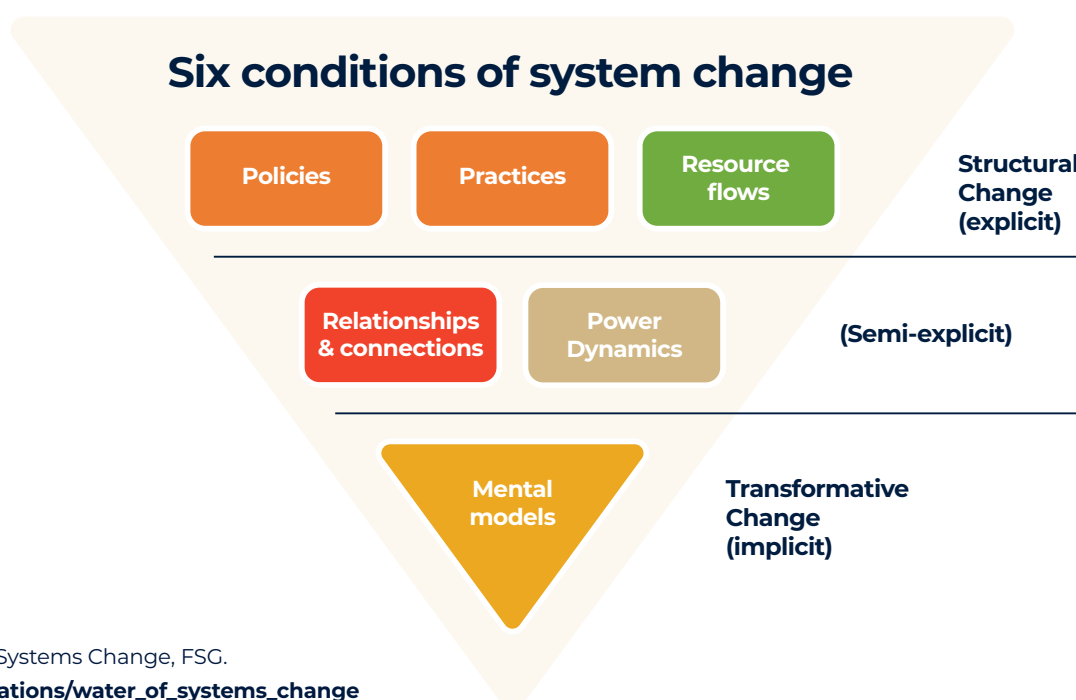 Six conditions of system change
Policies
Practices
Resource
flows
Structural
Change
(explicit)
Relationships
& connections
Power
Dynamics
(Semi-explicit)
Mental
models
Transformative
Change
(implicit)
Systems Change, FSG.
ations/water_of_systems_change